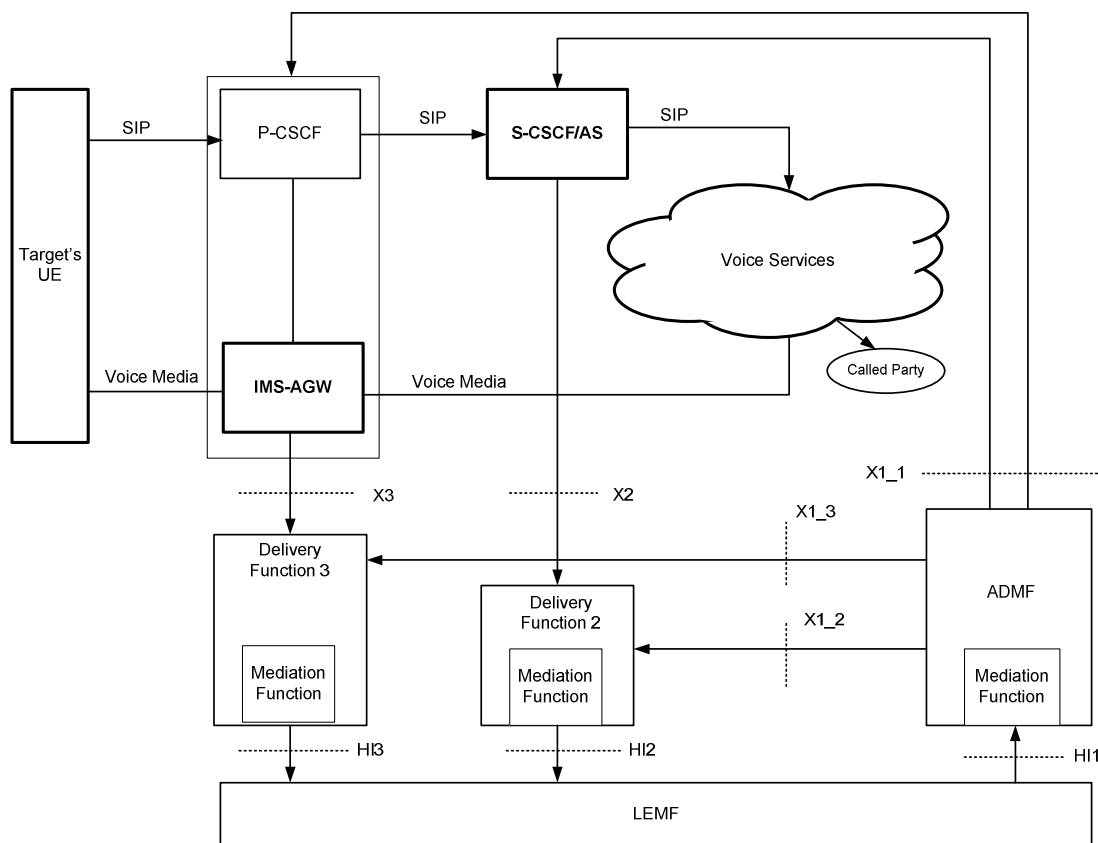 SIP
P-CSCF
SIP
S-CSCF/AS
SIP
Target's
UE
Voice Services
Voice Media
IMS-AGW
Voice Media
Called Party
X1_1
X3
X2
X1_3
Delivery
Function 3
ADMF
Delivery
Function 2
X1_2
Mediation
Function
Mediation
Function
Mediation
Function
HI3
HI2
HI1
LEMF